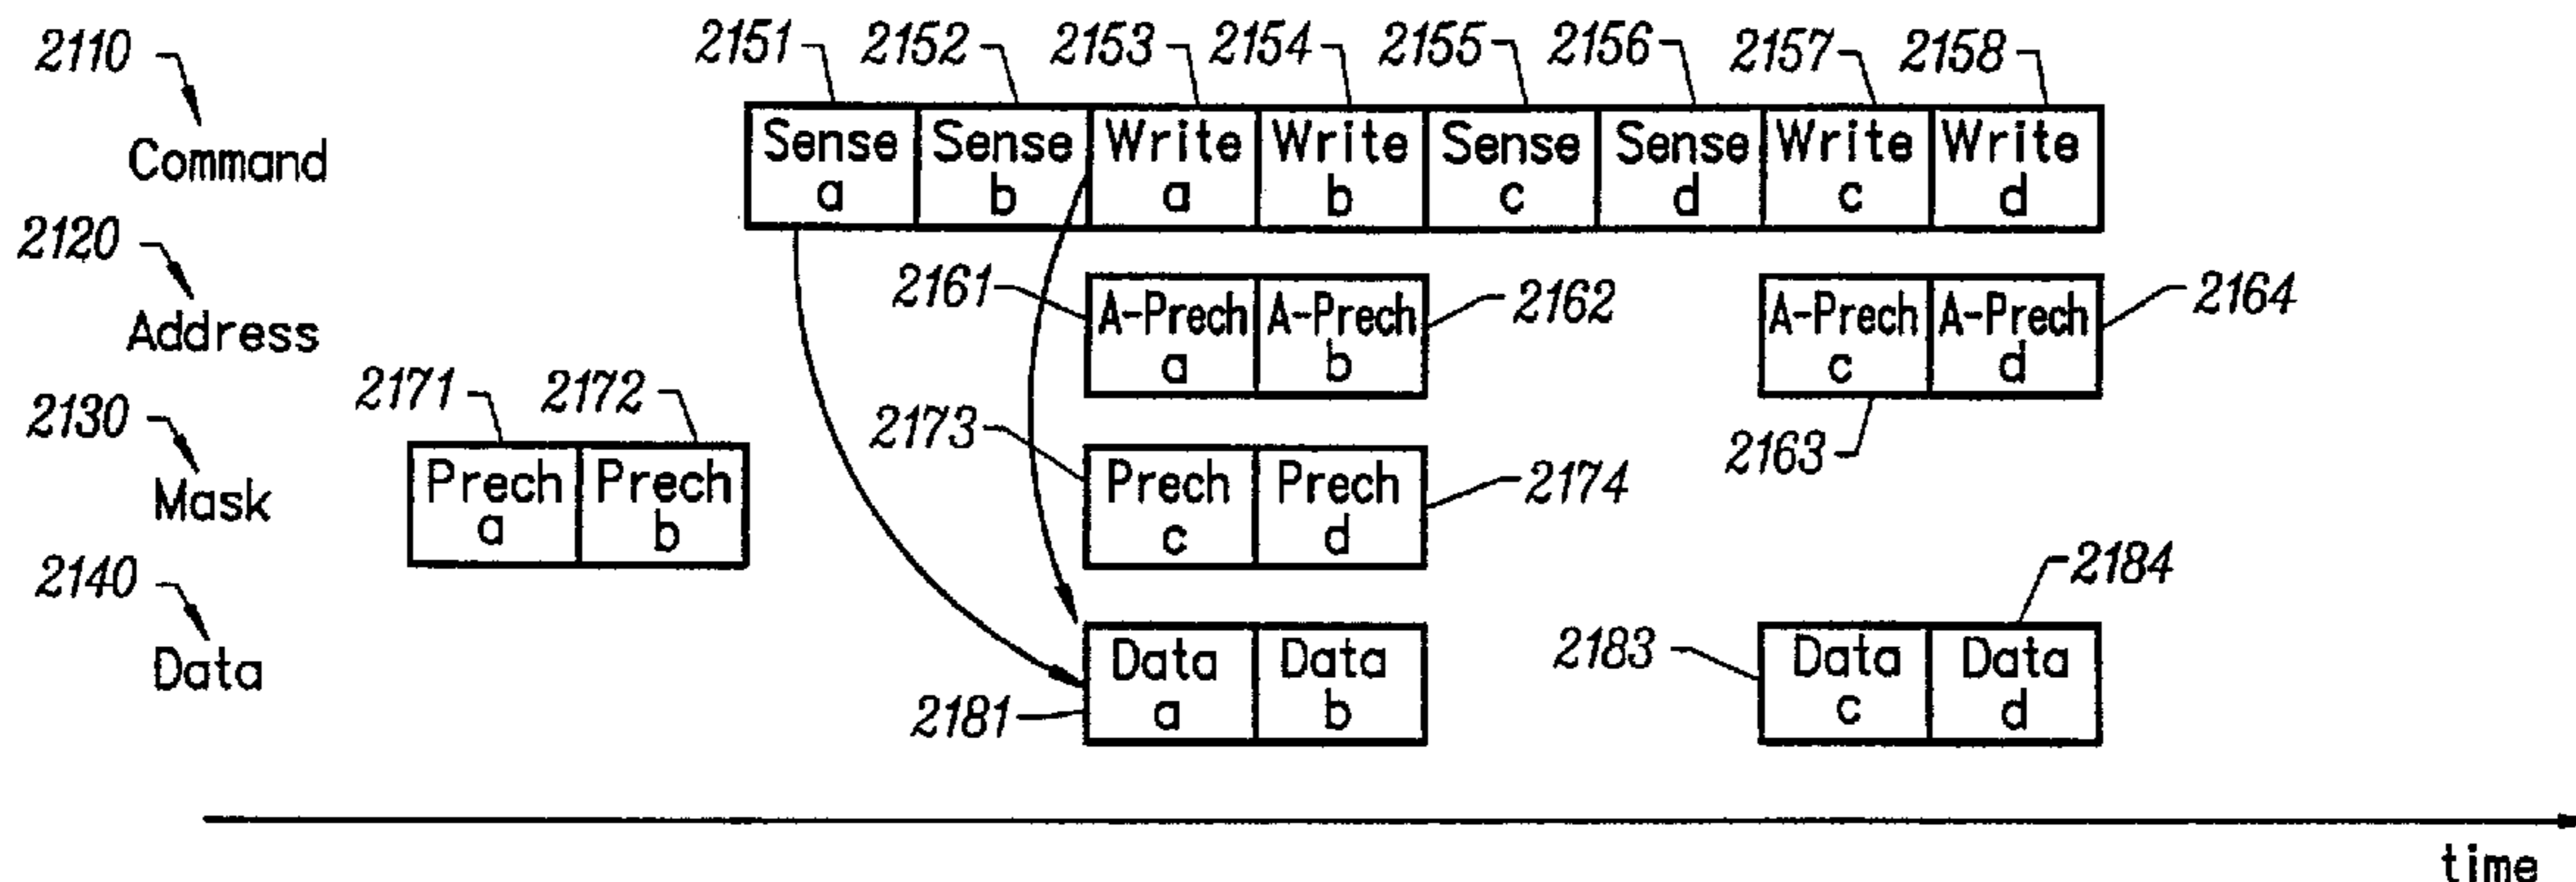 2110
2151 2152 2153 2154 2155 2156 2157 2158
Command
Sense Sense Write Write Sense Sense Write Write
a b a b c d c d
2120
Address
2161
A-Prech A-Prech
a b
2162
A-Prech A-Prech
c d
2164
2163
2130
Mask
2171 2172
Prech Prech
a b
2173
Prech Prech
c d
2174
2140
Data
2181
Data Data
a b
2183
2184
Data Data
c d
time